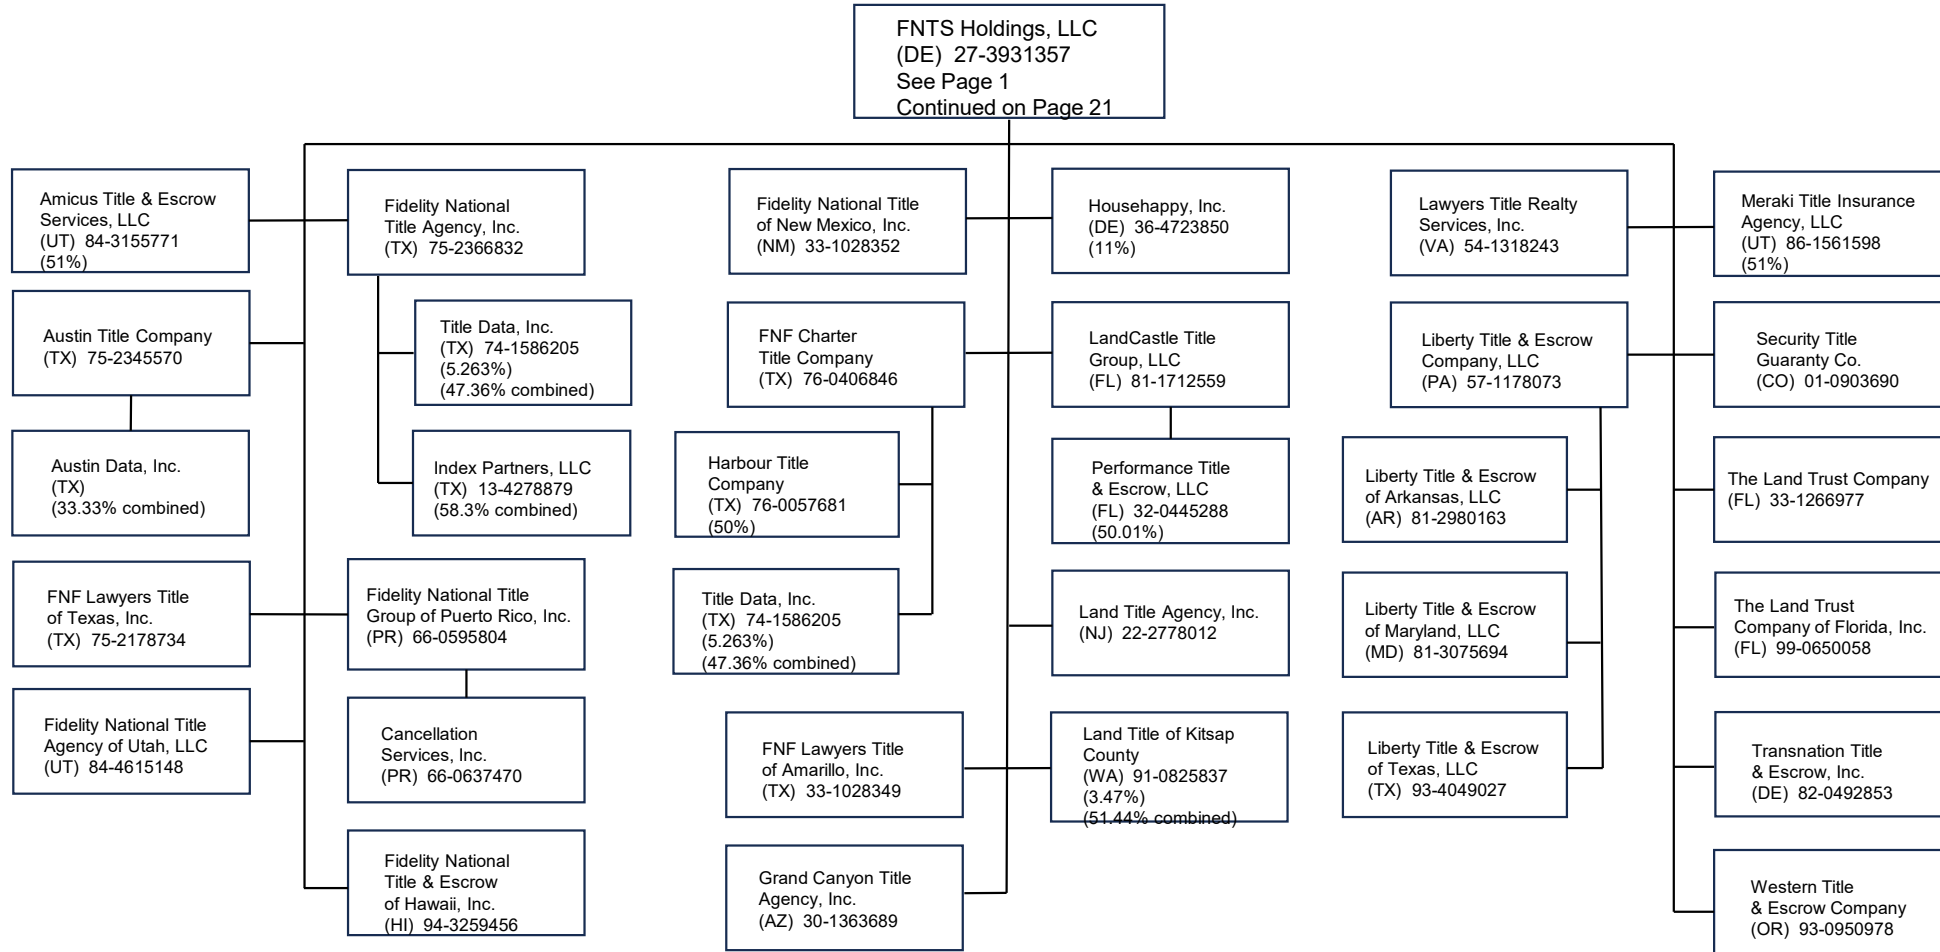 FNTS Holdings, LLC
(DE) 27-3931357
See Page 1
Continued on Page 21
Amicus Title & Escrow
Services, LLC
(UT) 84-3155771
(51%)
Austin Title Company
(TX) 75-2345570
Austin Data, Inc.
(TX)
(33.33% combined)
FNF Lawyers Title
of Texas, Inc.
(TX) 75-2178734
Fidelity National Title
Agency of Utah, LLC
(UT) 84-4615148
Fidelity National
Title Agency, Inc.
(TX) 75-2366832
Title Data, Inc.
(TX) 74-1586205
(5.263%)
(47.36% combined)
Index Partners, LLC
(TX) 13-4278879
(58.3% combined)
Fidelity National Title
Group of Puerto Rico, Inc.
(PR) 66-0595804
Cancellation
Services, Inc.
(PR) 66-0637470
Fidelity National
Title & Escrow
of Hawaii, Inc.
(HI) 94-3259456
Fidelity National Title
of New Mexico, Inc.
(NM) 33-1028352
FNF Charter
Title Company
(TX) 76-0406846
Harbour Title
Company
(TX) 76-0057681
(50%)
Title Data, Inc.
(TX) 74-1586205
(5.263%)
(47.36% combined)
FNF Lawyers Title
of Amarillo, Inc.
(TX) 33-1028349
Grand Canyon Title
Agency, Inc.
(AZ) 30-1363689
Househappy, Inc.
(DE) 36-4723850
(11%)
LandCastle Title
Group, LLC
(FL) 81-1712559
Performance Title
& Escrow, LLC
(FL) 32-0445288
(50.01%)
Land Title Agency, Inc.
(NJ) 22-2778012
Land Title of Kitsap
County
(WA) 91-0825837
(3.47%)
(51.44% combined)
Lawyers Title Realty
Services, Inc.
(VA) 54-1318243
Liberty Title & Escrow
Company, LLC
(PA) 57-1178073
Liberty Title & Escrow
of Arkansas, LLC
(AR) 81-2980163
Liberty Title & Escrow
of Maryland, LLC
(MD) 81-3075694
Liberty Title & Escrow
of Texas, LLC
(TX) 93-4049027
Meraki Title Insurance
Agency, LLC
(UT) 86-1561598
(51%)
Security Title
Guaranty Co.
(CO) 01-0903690
The Land Trust Company
(FL) 33-1266977
The Land Trust
Company of Florida, Inc.
(FL) 99-0650058
Transnation Title
& Escrow, Inc.
(DE) 82-0492853
Western Title
& Escrow Company
(OR) 93-0950978